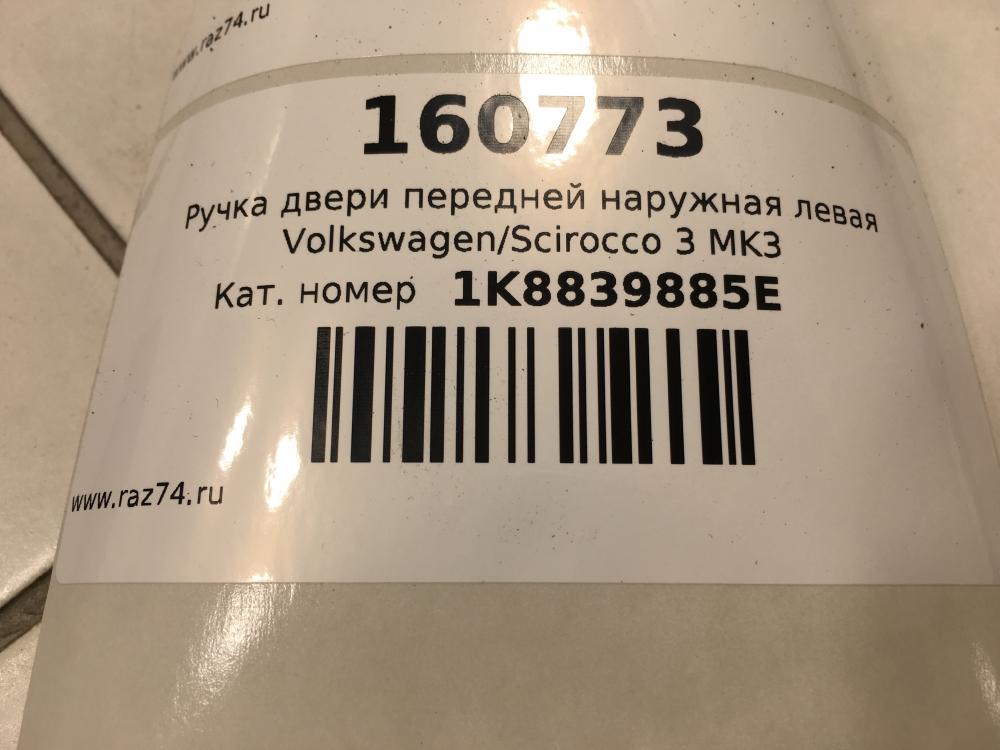 www.raz74.ru
160773
Ручка двери передней наружная левая
Volkswagen/Scirocco 3 MK3
Кат. номер 1K8839885E
www.raz74.ru